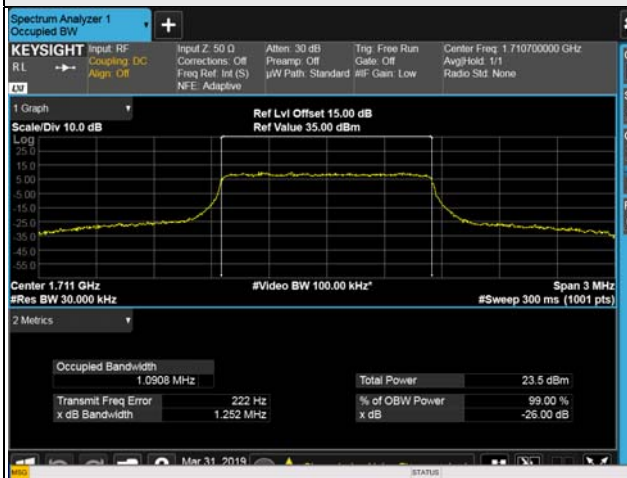 Spectrum Analyzer 1
Occupied BW
+
KEYSIGHT Input: RF Input Z: 50 Ω Atten: 30 dB Trig: Free Run Center Freq: 1.710700000 GHz
RL Coupling: DC Corrections: Off Preamp: Off Gate: Off Avg|Hold: 1/1
Align: Off Freq Ref: Int (S) µW Path: Standard #IF Gain: Low Radio Std: None
LXI NFE: Adaptive
1 Graph
Ref Lvl Offset 15.00 dB
Scale/Div 10.0 dB Ref Value 35.00 dBm
Log
25.0
15.0
5.00
-5.00
-15.0
-25.0
-35.0
-45.0
-55.0
Center 1.711 GHz #Video BW 100.00 kHz* Span 3 MHz
#Res BW 30.000 kHz #Sweep 300 ms (1001 pts)
2 Metrics
Occupied Bandwidth
1.0908 MHz Total Power 23.5 dBm
Transmit Freq Error 222 Hz % of OBW Power 99.00 %
x dB Bandwidth 1.252 MHz x dB -26.00 dB
Mar 31, 2019
MSG STATUS